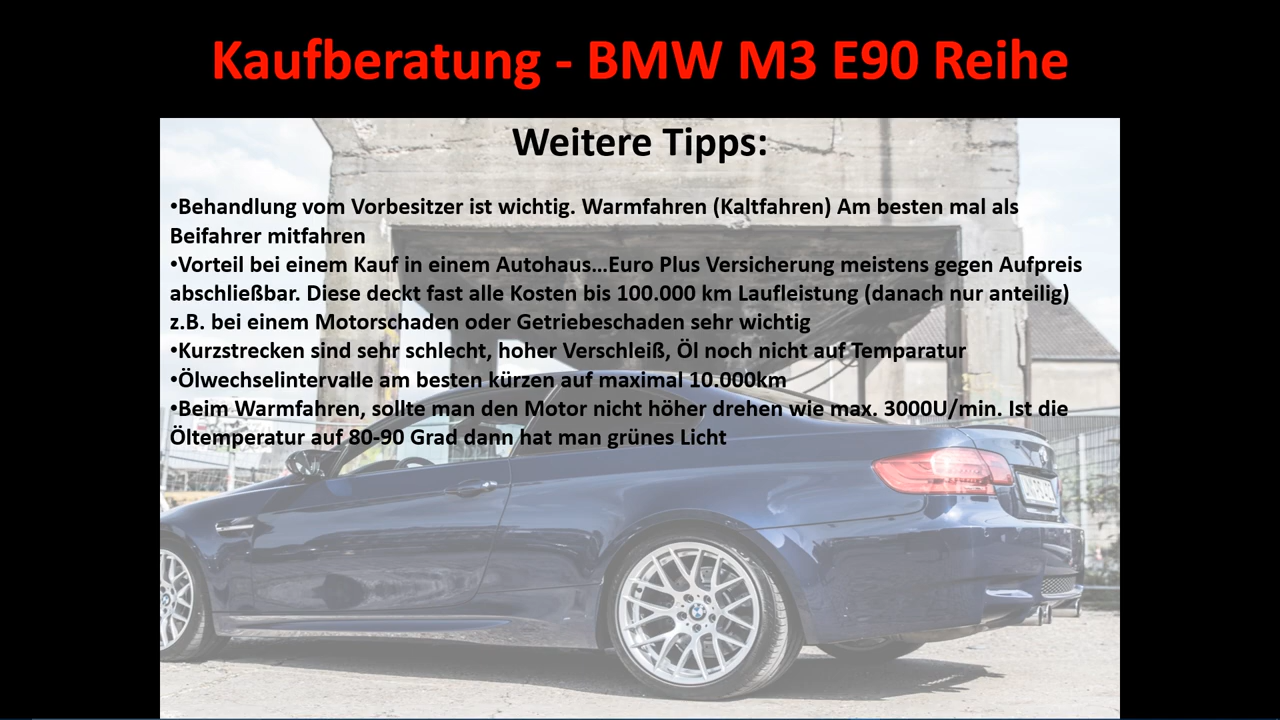 Kaufberatung - BMW M3 E90 Reihe
Weitere Tipps:
•Behandlung vom Vorbesitzer ist wichtig. Warmfahren (Kaltfahren) Am besten mal als
Beifahrer mitfahren
•Vorteil bei einem Kauf in einem Autohaus...Euro Plus Versicherung meistens gegen Aufpreis
abschließbar. Diese deckt fast alle Kosten bis 100.000 km Laufleistung (danach nur anteilig)
z.B. bei einem Motorschaden oder Getriebeschaden sehr wichtig
•Kurzstrecken sind sehr schlecht, hoher Verschleiß, Öl noch nicht auf Temparatur
•Ölwechselintervalle am besten kürzen auf maximal 10.000km
•Beim Warmfahren, sollte man den Motor nicht höher drehen wie max. 3000U/min. Ist die
Öltemperatur auf 80-90 Grad dann hat man grünes Licht